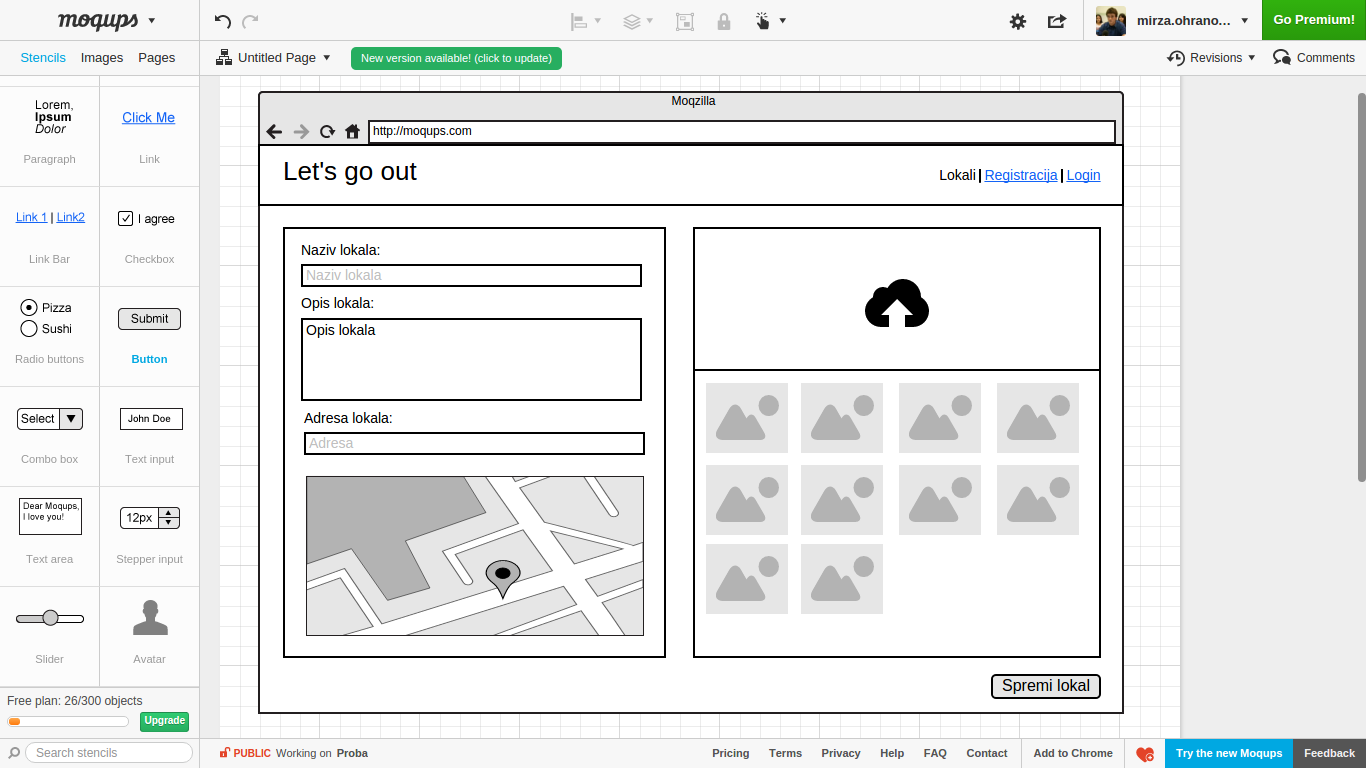 moqups
mirza.ohrano...
Go Premium!
Stencils Images Pages
Untitled Page
New version available! (click to update)
Revisions
Comments
Lorem,
Ipsum
Dolor
Paragraph
Click Me
Link
Link 1 | Link2
Link Bar
I agree
Checkbox
Pizza
Sushi
Radio buttons
Submit
Button
Select
Combo box
John Doe
Text input
Dear Moqups,
I love you!
Text area
12px
Stepper input
Slider
Avatar
Free plan: 26/300 objects
Upgrade
Search stencils
Moqzilla
http://moqups.com
Let's go out
Lokali | Registracija | Login
Naziv lokala:
Naziv lokala
Opis lokala:
Opis lokala
Adresa lokala:
Adresa
Spremi lokal
PUBLIC Working on Proba
Pricing Terms Privacy Help FAQ Contact Add to Chrome
Try the new Moqups
Feedback